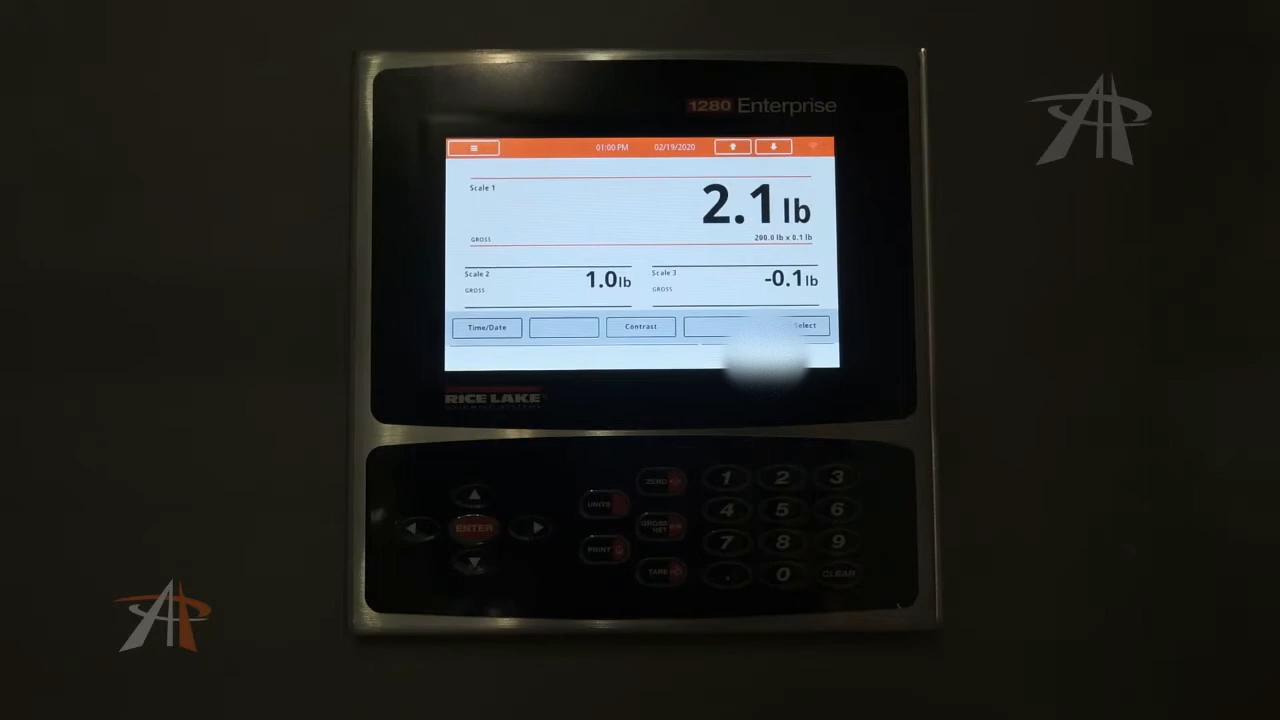 1280 Enterprise
01:00 PM 02/19/2020
Scale 1
2.1 lb
GROSS
200.0 lb x 0.1 lb
Scale 2
1.0 lb
GROSS
Scale 3
-0.1 lb
GROSS
Time/Date
Contrast
Select
RICE LAKE
ZERO
1 2 3
UNITS
4 5 6
ENTER
GROSS
NET
7 8 9
PRINT
TARE
. 0 CLEAR